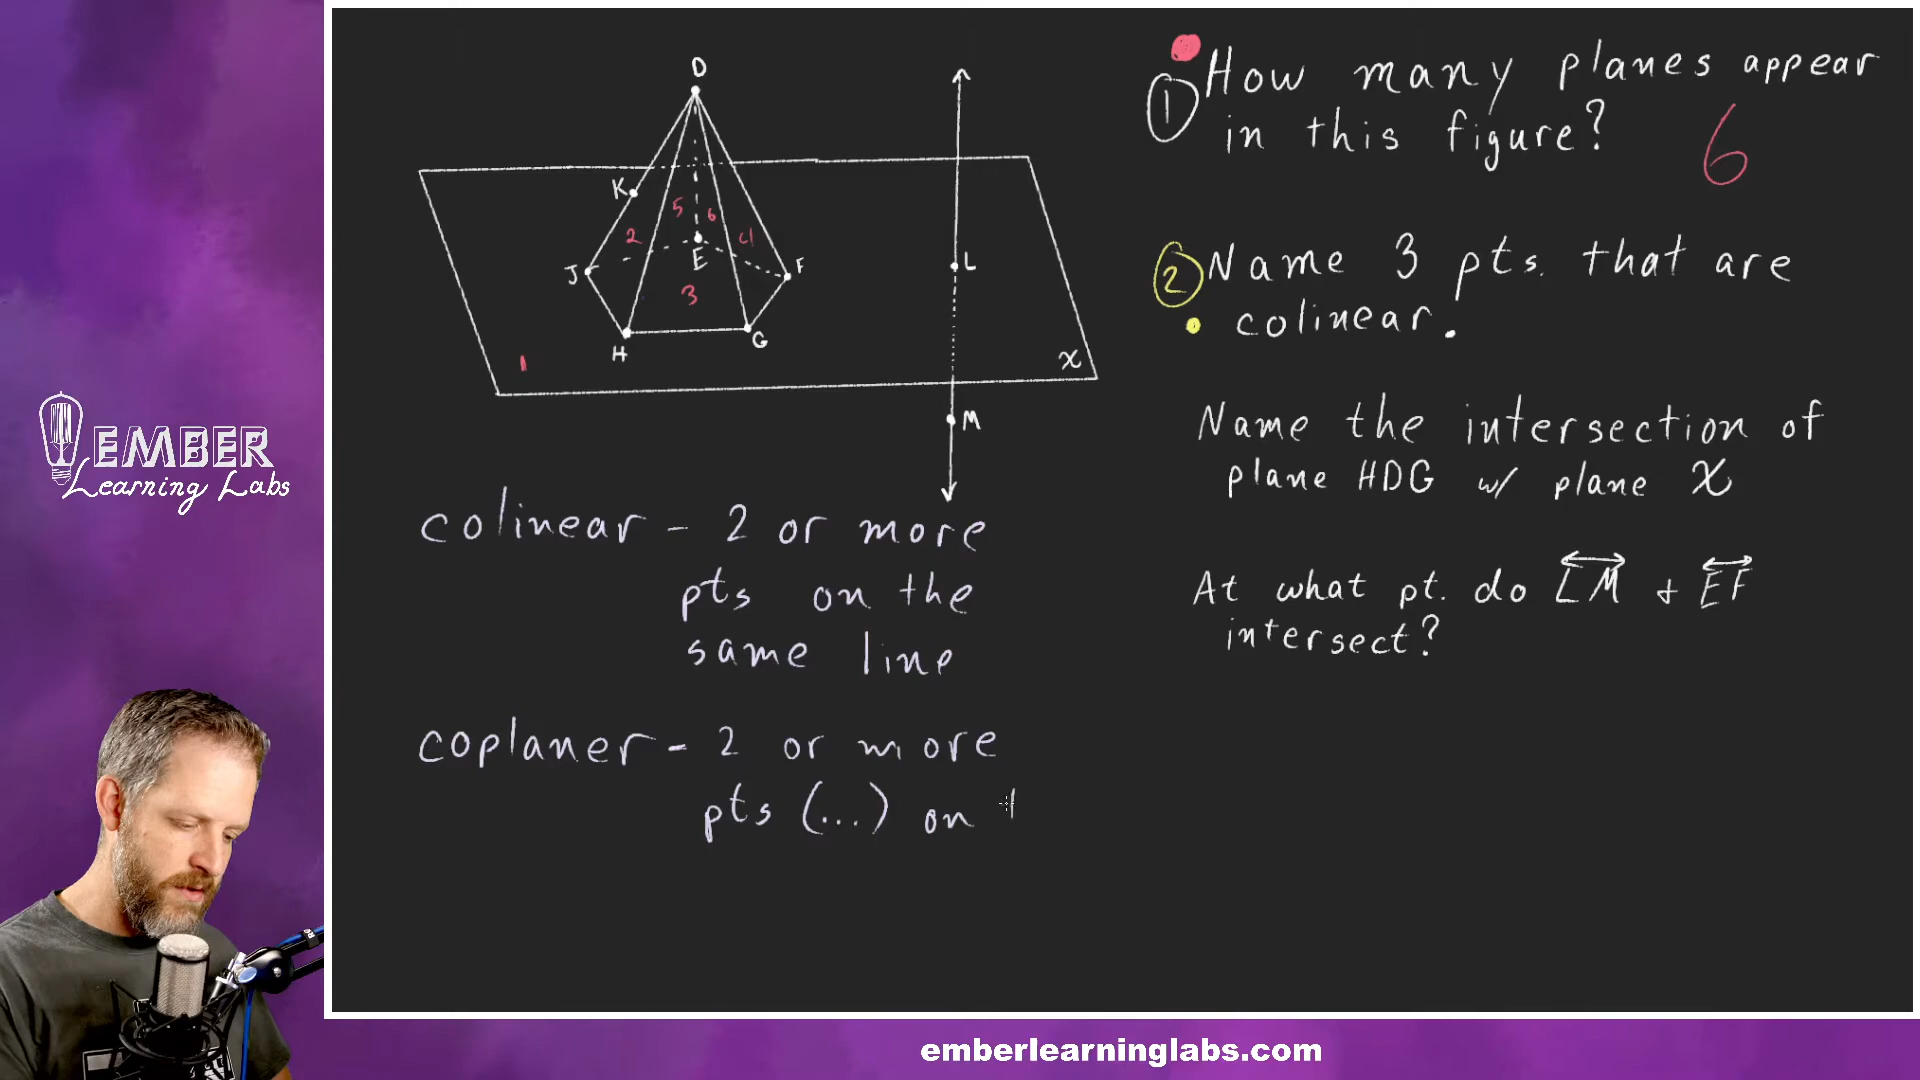 D
K
5
6
2
4
E
J
F
3
H
G
1
L
x
M
colinear - 2 or more
pts on the
same line
coplaner - 2 or more
pts (...) on t
1 How many planes appear
in this figure? 6
2 Name 3 pts. that are
colinear.
Name the intersection of
plane HDG w/ plane x
At what pt. do LM + EF
intersect?
EMBER
Learning Labs
emberlearninglabs.com